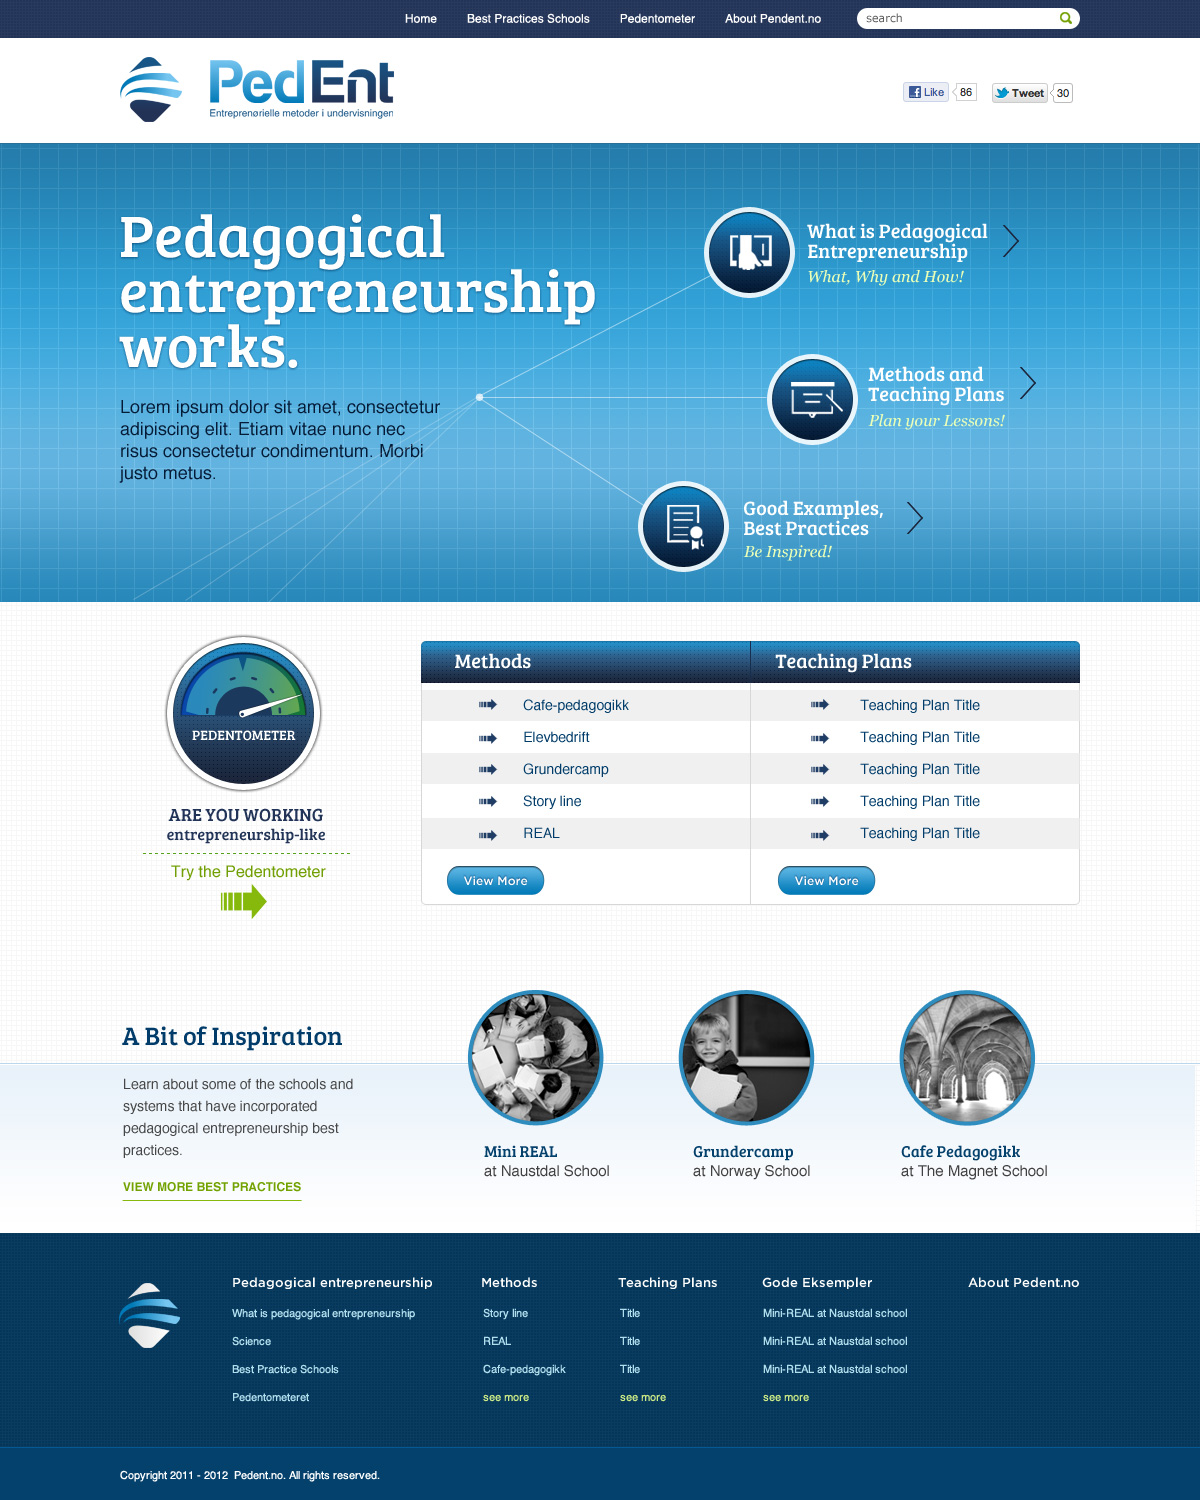 Home Best Practices Schools Pedentometer About Pendent.no search
PedEnt
Entreprenørielle metoder i undervisningen
Like 86 Tweet 30
Pedagogical
entrepreneurship
works.
Lorem ipsum dolor sit amet, consectetur
adipiscing elit. Etiam vitae nunc nec
risus consectetur condimentum. Morbi
justo metus.
What is Pedagogical
Entrepreneurship
What, Why and How!
Methods and
Teaching Plans
Plan your Lessons!
Good Examples,
Best Practices
Be Inspired!
PEDENTOMETER
ARE YOU WORKING
entrepreneurship-like
Try the Pedentometer
Methods Teaching Plans
Cafe-pedagogikk Teaching Plan Title
Elevbedrift Teaching Plan Title
Grundercamp Teaching Plan Title
Story line Teaching Plan Title
REAL Teaching Plan Title
View More View More
A Bit of Inspiration
Learn about some of the schools and
systems that have incorporated
pedagogical entrepreneurship best
practices.
VIEW MORE BEST PRACTICES
Mini REAL
at Naustdal School
Grundercamp
at Norway School
Cafe Pedagogikk
at The Magnet School
Pedagogical entrepreneurship Methods Teaching Plans Gode Eksempler About Pedent.no
What is pedagogical entrepreneurship Story line Title Mini-REAL at Naustdal school
Science REAL Title Mini-REAL at Naustdal school
Best Practice Schools Cafe-pedagogikk Title Mini-REAL at Naustdal school
Pedentometeret see more see more see more
Copyright 2011 - 2012 Pedent.no. All rights reserved.